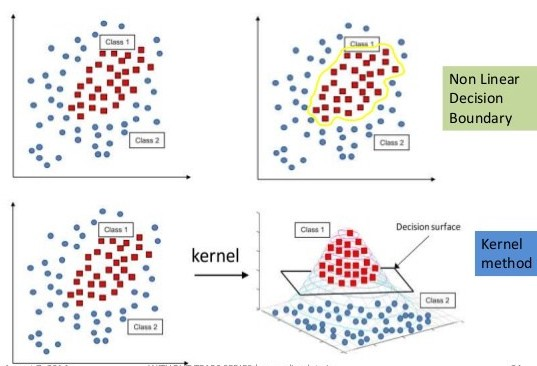 Class 1
Class 2
Class 1
Class 2
Non Linear
Decision
Boundary
Class 1
Class 2
kernel
Class 1
Decision surface
Class 2
Kernel
method